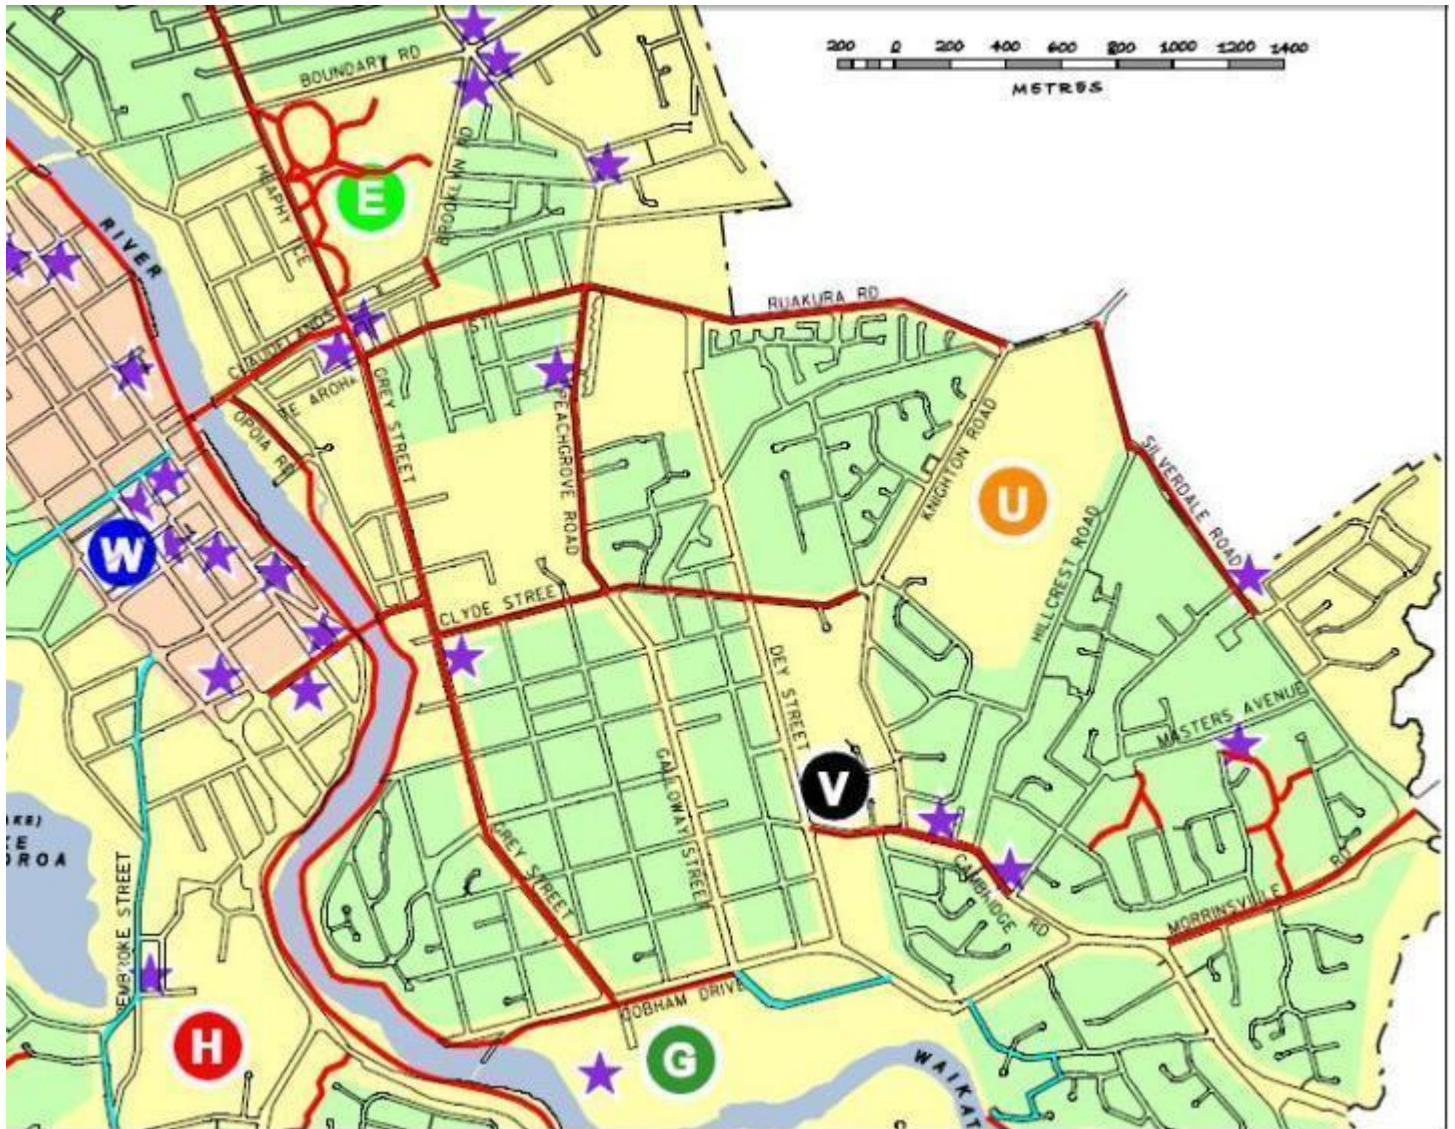 200 0 200 400 600 800 1000 1200 1400
METRES
BOUNDARY RD
BROOKLYN RD
E
RIVER
RUAKURA RD
CLAUDELANDS
ST
TE AROHA
OPOIA RD
GREY STREET
PEACHGROVE ROAD
KNIGHTON ROAD
SILVERDALE ROAD
U
W
HILLCREST ROAD
CLYDE STREET
DEY STREET
MASTERS AVENUE
V
GALLOWAY STREET
GREY STREET
CAMBRIDGE RD
MORRINSVILLE RD
OROA
EMBROKE STREET
COBHAM DRIVE
H
G
WAIKAT